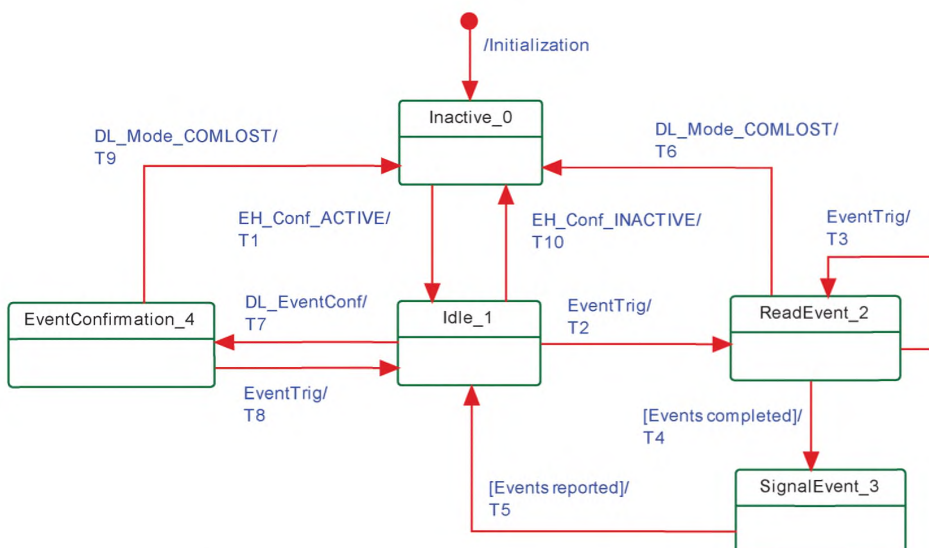 /Initialization
Inactive_0
DL_Mode_COMLOST/
T9
DL_Mode_COMLOST/
T6
EH_Conf_ACTIVE/
T1
EH_Conf_INACTIVE/
T10
EventTrig/
T3
EventConfirmation_4
DL_EventConf/
T7
Idle_1
EventTrig/
T2
ReadEvent_2
EventTrig/
T8
[Events completed]/
T4
[Events reported]/
T5
SignalEvent_3